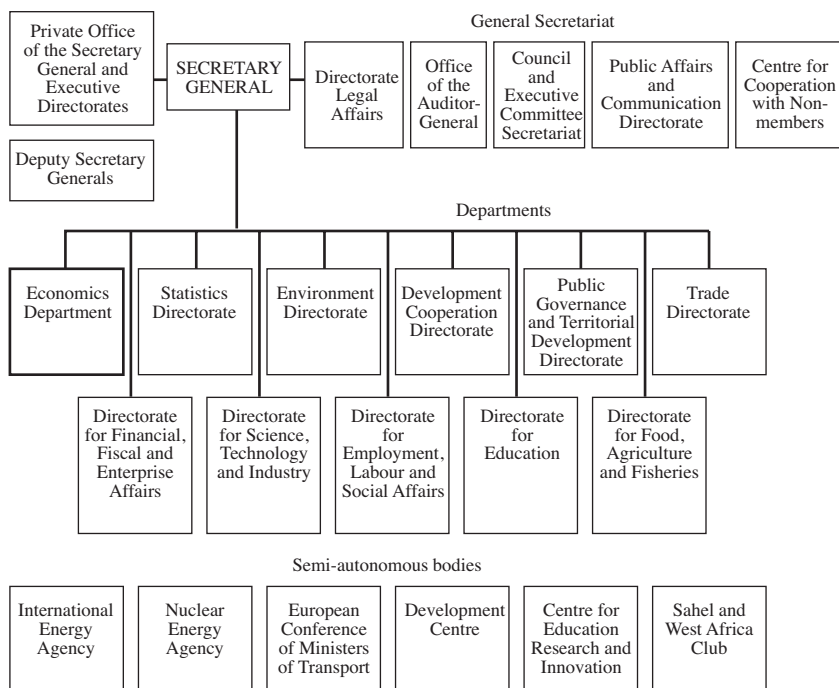 General Secretariat
Private Office
of the Secretary
General and
Executive
Directorates
SECRETARY
GENERAL
Directorate
Legal
Affairs
Office
of the
Auditor-
General
Council
and
Executive
Committee
Secretariat
Public Affairs
and
Communication
Directorate
Centre for
Cooperation
with Non-
members
Deputy Secretary
Generals
Departments
Economics
Department
Statistics
Directorate
Environment
Directorate
Development
Cooperation
Directorate
Public
Governance
and Territorial
Development
Directorate
Trade
Directorate
Directorate
for Financial,
Fiscal and
Enterprise
Affairs
Directorate
for Science,
Technology
and Industry
Directorate
for
Employment,
Labour and
Social Affairs
Directorate
for
Education
Directorate
for Food,
Agriculture
and Fisheries
Semi-autonomous bodies
International
Energy
Agency
Nuclear
Energy
Agency
European
Conference
of Ministers
of Transport
Development
Centre
Centre for
Education
Research and
Innovation
Sahel and
West Africa
Club